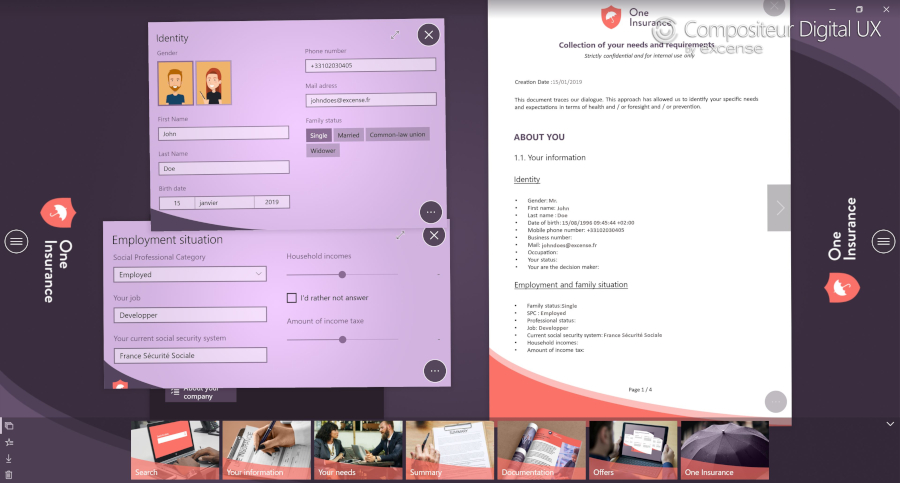 Identity
Gender
First Name
John
Last Name
Doe
Birth date
15 janvier 2019
Phone number
+33102030405
Mail adress
johndoes@excense.fr
Family status
Single Married Common-law union
Widower
Employment situation
Social Professional Category
Employed
Your job
Developper
Your current social security system
France Sécurité Sociale
Household incomes
I'd rather not answer
Amount of income taxe
About your
company
One
Insurance
One
Insurance
Compositeur Digital UX
by excense
Collection of your needs and requirements
Strictly confidential and for internal use only
Creation Date :15/01/2019
This document traces our dialogue. This approach has allowed us to identify your specific needs
and expectations in terms of health and / or foresight and / or prevention.
ABOUT YOU
1.1. Your information
Identity
• Gender: Mr.
• First name: John
• Last name :Doe
• Date of birth :15/08/1996 09:45:44 +02:00
• Mobile phone number: +33102030405
• Business number:
• Mail: johndoes@excense.fr
• Occupation:
• Your status:
• Your are the decision maker:
Employment and family situation
• Family status:Single
• SPC : Employed
• Professional status:
• Job: Developper
• Current social security system: France Sécurité Sociale
• Household incomes:
• Amount of income tax:
Page 1 / 4
One
Insurance
Search
Your information
Your needs
SUMMARY
Summary
Documentation
Offers
One Insurance